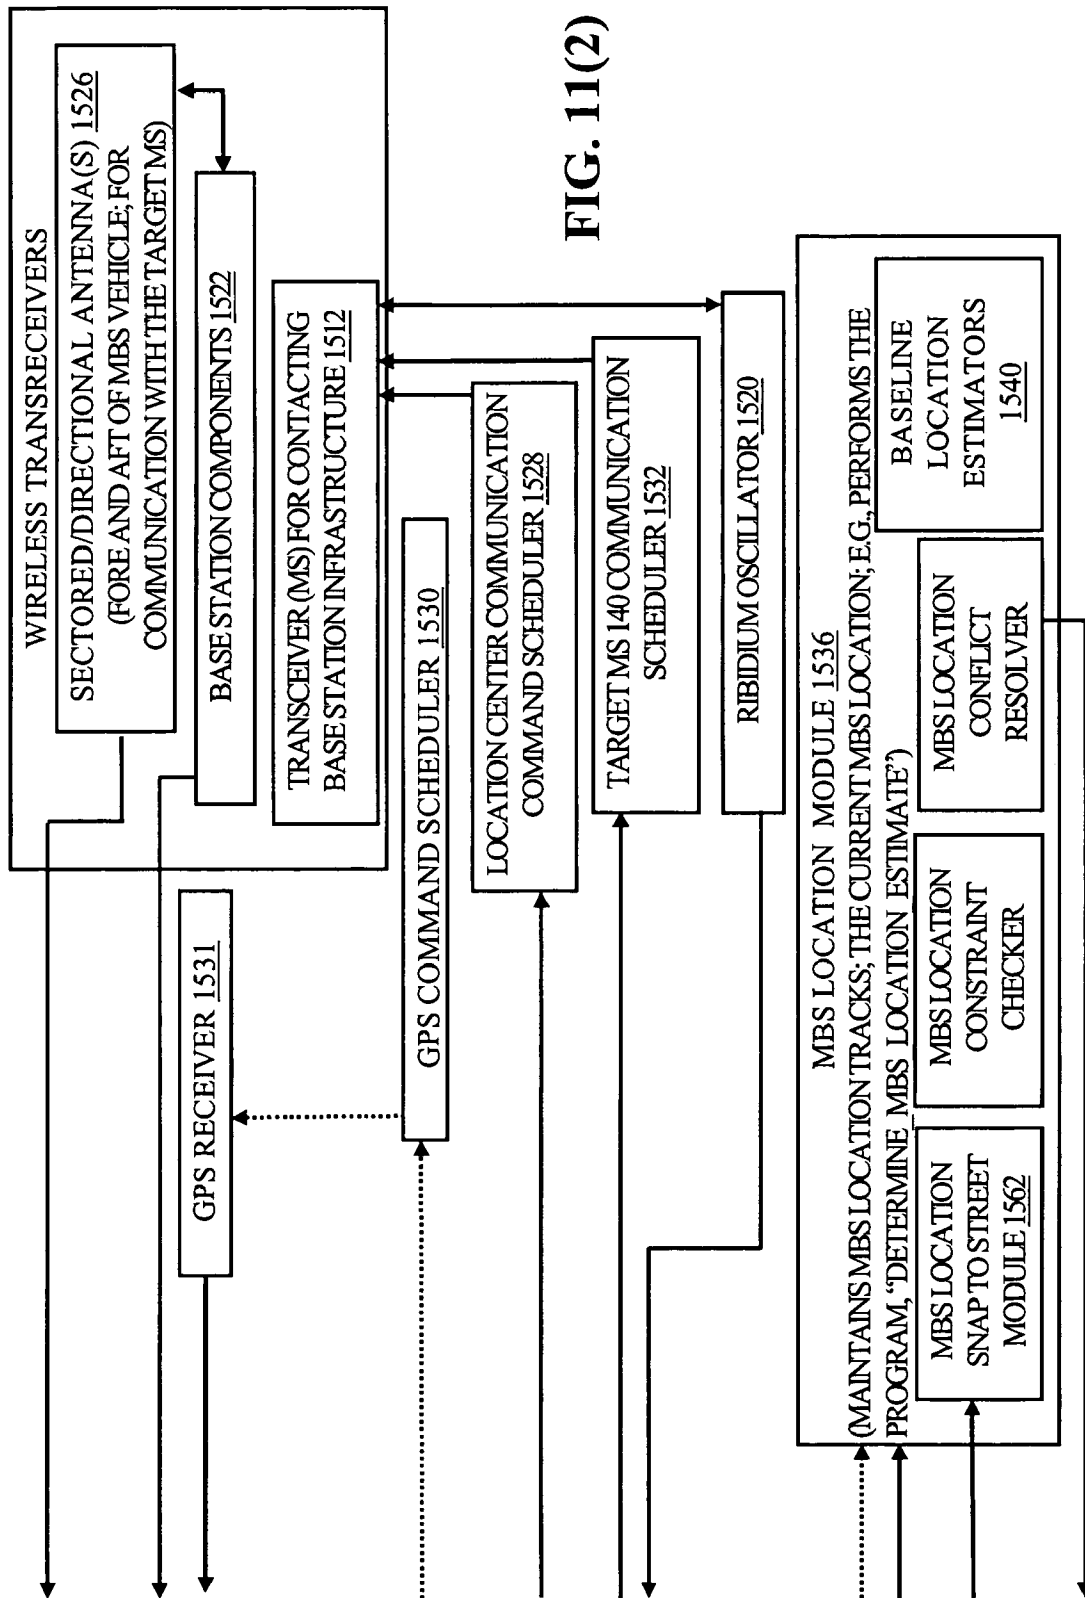 WIRELESS TRANSRECEIVERS
SECTORED/DIRECTIONAL ANTENNA(S) 1526
(FORE AND AFT OF MBS VEHICLE; FOR
COMMUNICATION WITH THE TARGET MS)
BASE STATION COMPONENTS 1522
TRANSCEIVER (MS) FOR CONTACTING
BASE STATION INFRASTRUCTURE 1512
GPS RECEIVER 1531
GPS COMMAND SCHEDULER 1530
LOCATION CENTER COMMUNICATION
COMMAND SCHEDULER 1528
TARGET MS 140 COMMUNICATION
SCHEDULER 1532
RIBIDIUM OSCILLATOR 1520
FIG. 11(2)
MBS LOCATION MODULE 1536
(MAINTAINS MBS LOCATION TRACKS; THE CURRENT MBS LOCATION; E.G., PERFORMS THE
PROGRAM, “DETERMINE_MBS LOCATION ESTIMATE”)
MBS LOCATION
SNAP TO STREET
MODULE 1562
MBS LOCATION
CONSTRAINT
CHECKER
MBS LOCATION
CONFLICT
RESOLVER
BASELINE
LOCATION
ESTIMATORS
1540